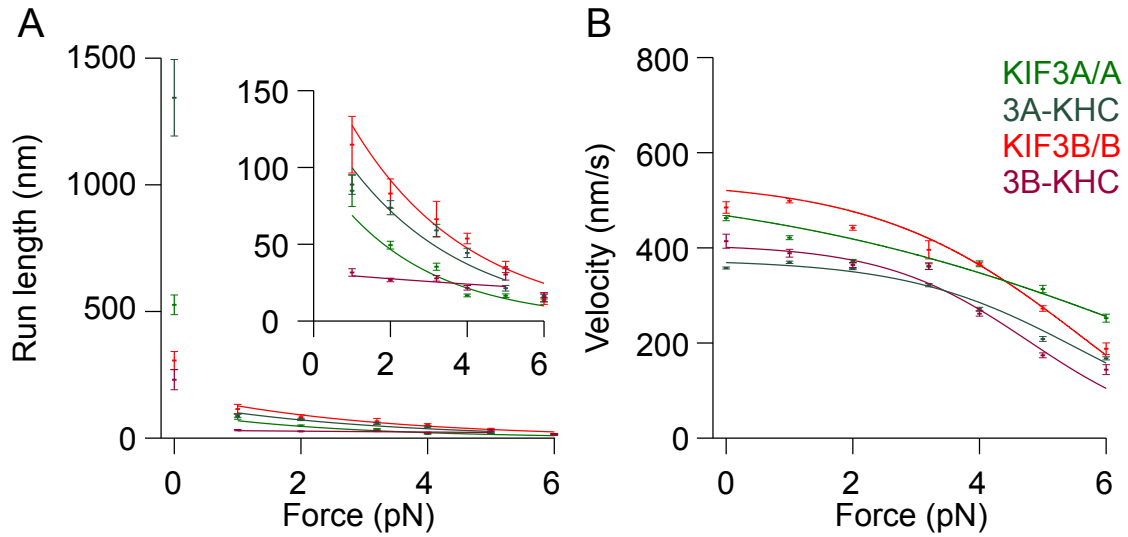 A
Run length (nm)
1500
1000
500
0
0
2
4
6
Force (pN)
150
100
50
0
0
2
4
6
B
Velocity (nm/s)
800
600
400
200
0
0
2
4
6
Force (pN)
KIF3A/A
3A-KHC
KIF3B/B
3B-KHC